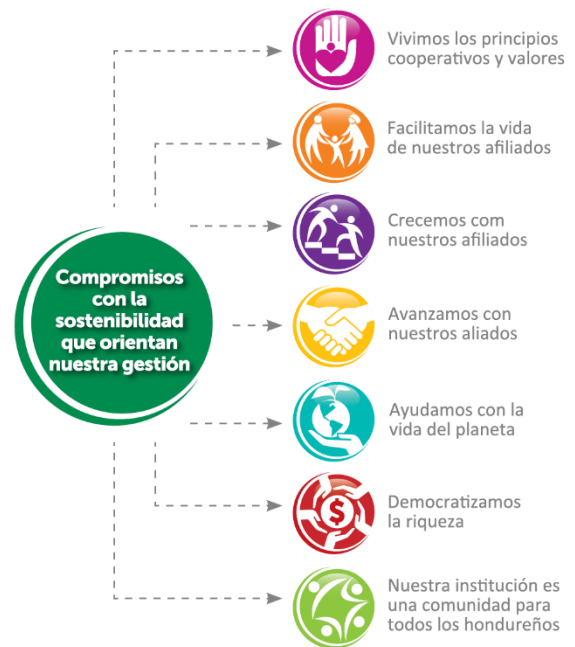 Vivimos los principios
cooperativos y valores
Facilitamos la vida
de nuestros afiliados
Crecemos com
nuestros afiliados
Compromisos
con la
sostenibilidad
que orientan
nuestra gestión
Avanzamos con
nuestros aliados
Ayudamos con la
vida del planeta
Democratizamos
la riqueza
$
Nuestra institución es
una comunidad para
todos los hondureños